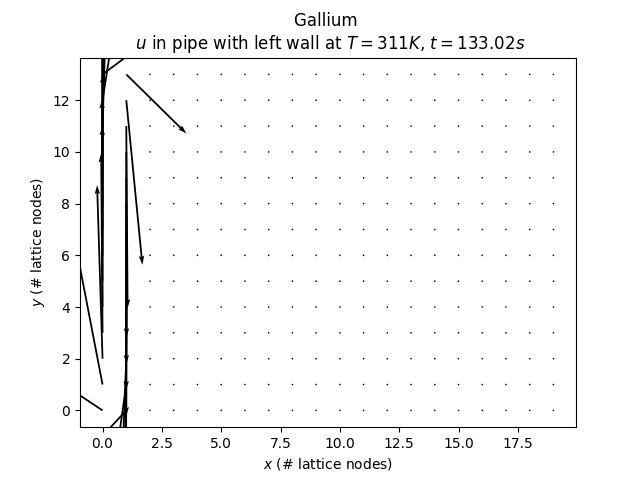 Gallium
u in pipe with left wall at T = 311K, t = 133.02s
12
10
8
6
4
2
0
y (# lattice nodes)
0.0 2.5 5.0 7.5 10.0 12.5 15.0 17.5
x (# lattice nodes)